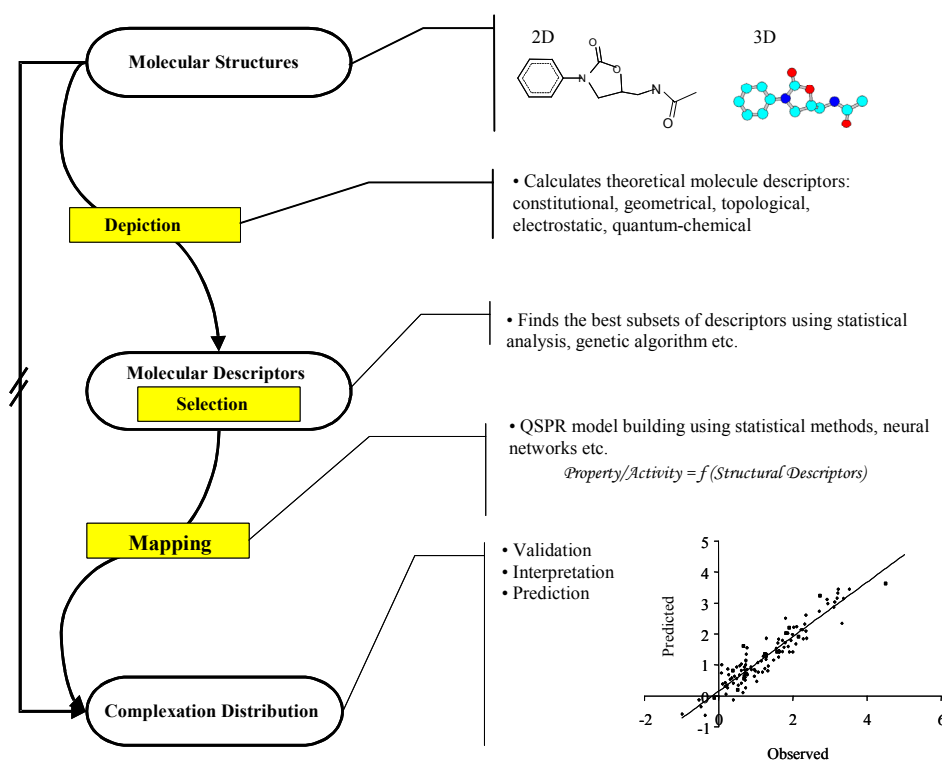 2D
3D
Molecular Structures
O
O
N
N
O
• Calculates theoretical molecule descriptors:
constitutional, geometrical, topological,
electrostatic, quantum-chemical
Depiction
• Finds the best subsets of descriptors using statistical
analysis, genetic algorithm etc.
Molecular Descriptors
Selection
• QSPR model building using statistical methods, neural
networks etc.
Property/Activity = f (Structural Descriptors)
Mapping
• Validation
• Interpretation
• Prediction
Complexation Distribution
5
4
3
2
1
0
-1
Predicted
-2
0
2
4
6
Observed